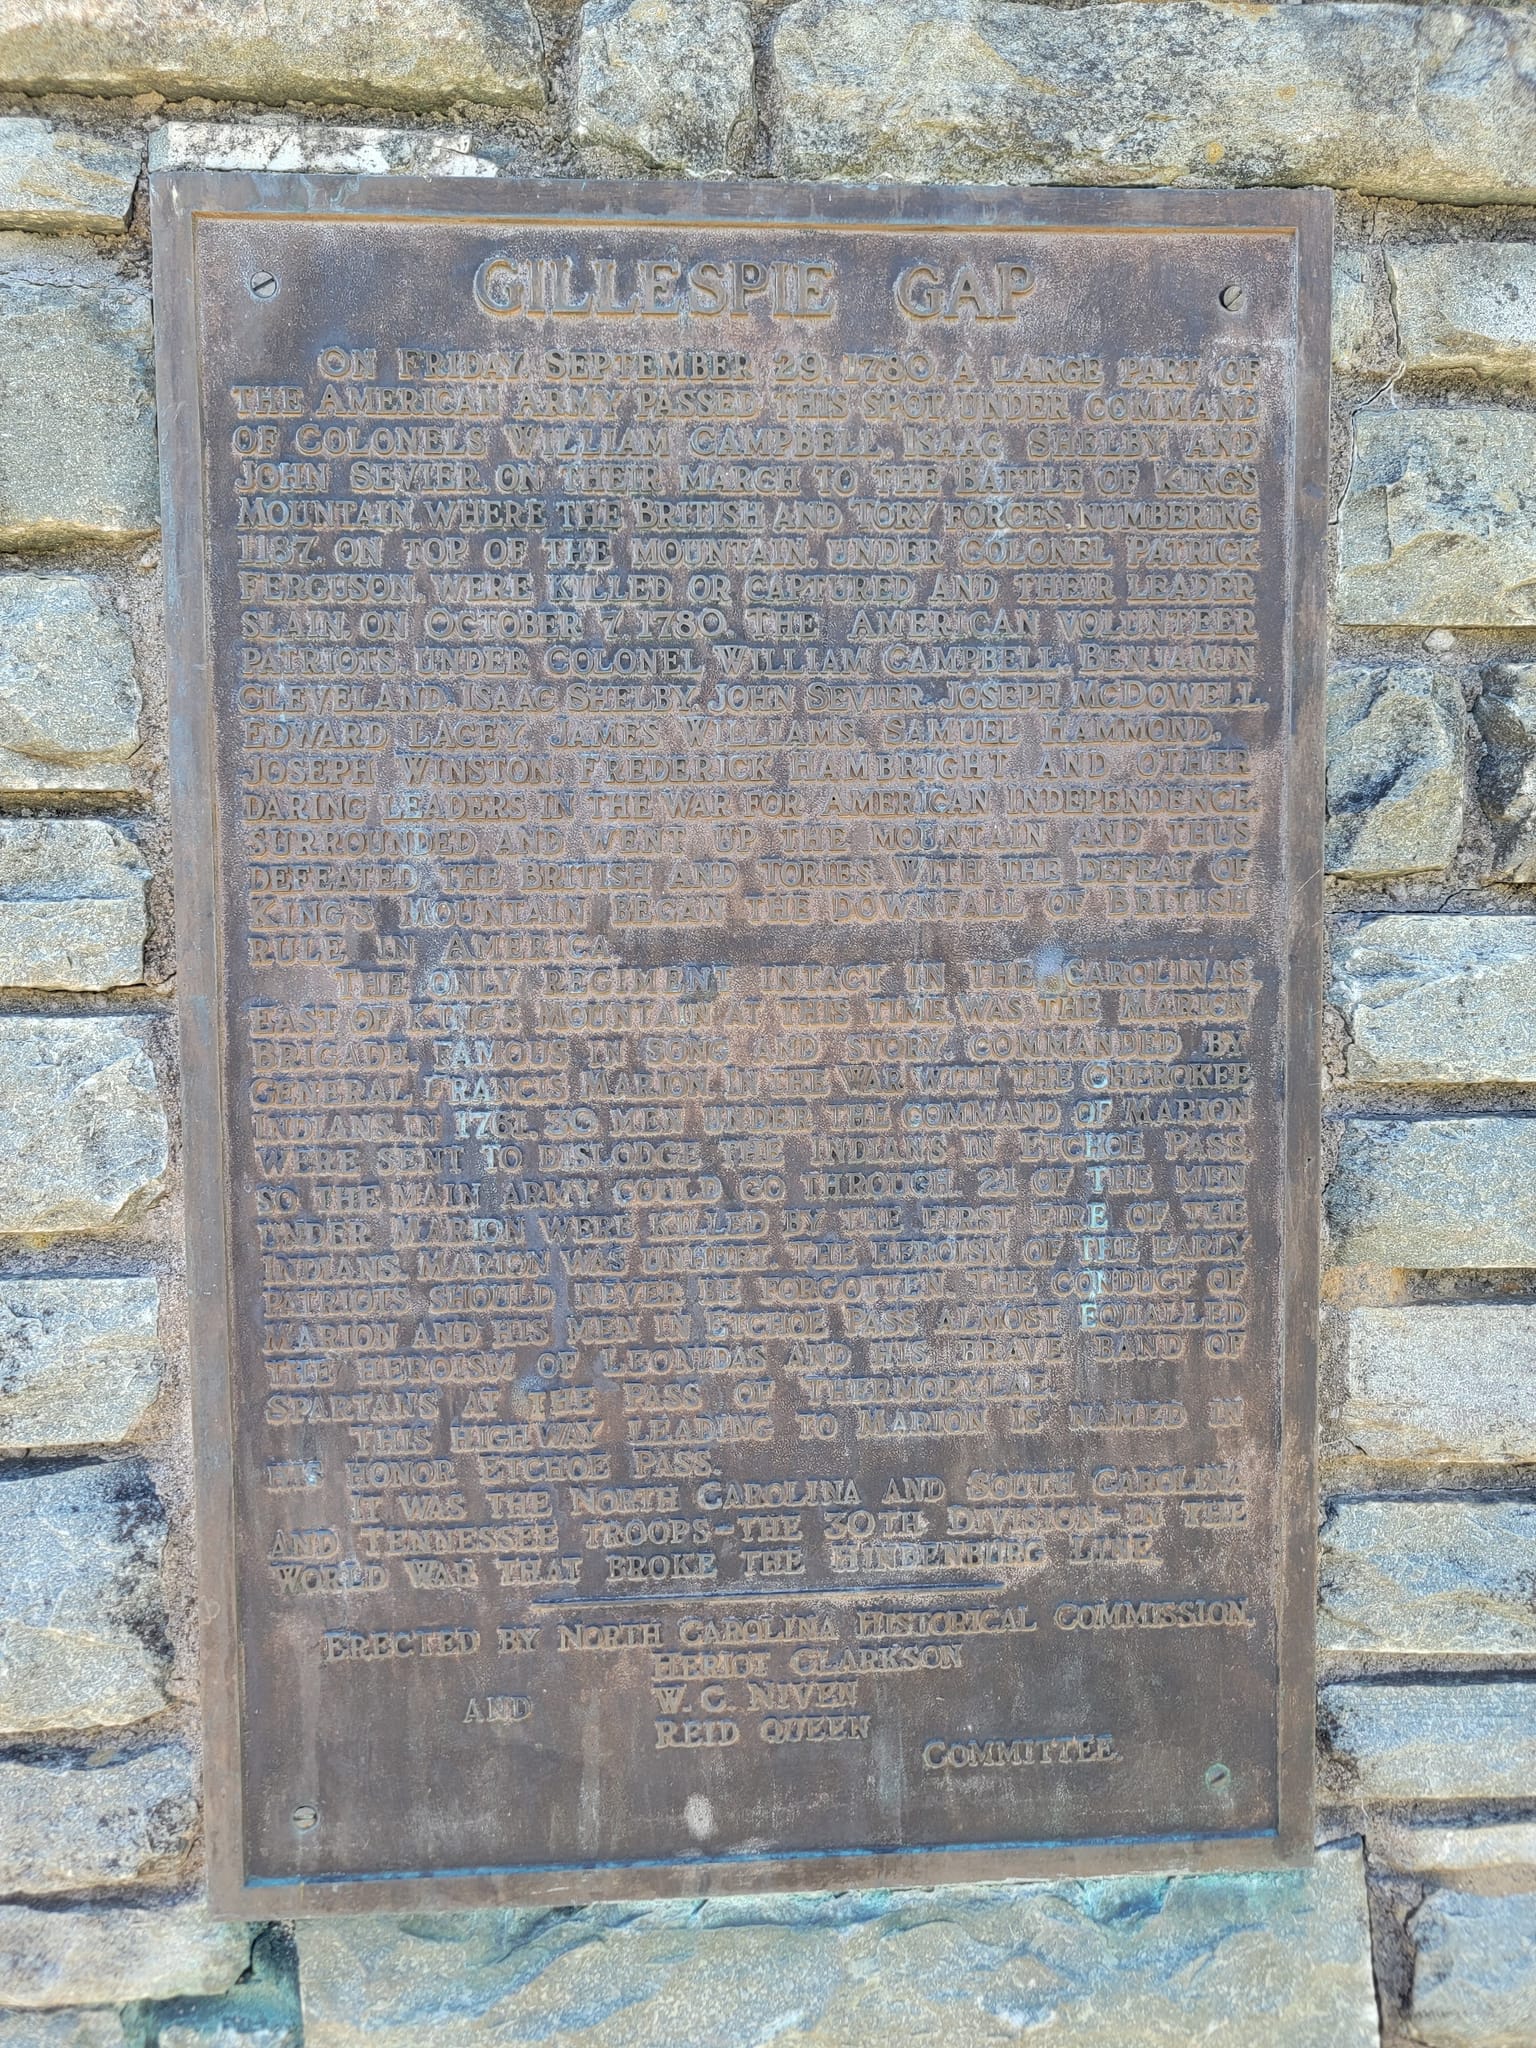 GILLESPIE GAP
ON FRIDAY, SEPTEMBER 29, 1780 A LARGE PART OF
THE AMERICAN ARMY PASSED THIS SPOT, UNDER COMMAND
OF COLONELS WILLIAM CAMPBELL, ISAAC SHELBY AND
JOHN SEVIER, ON THEIR MARCH TO THE BATTLE OF KING'S
MOUNTAIN, WHERE THE BRITISH AND TORY FORCES, NUMBERING
1187, ON TOP OF THE MOUNTAIN, UNDER COLONEL PATRICK
FERGUSON, WERE KILLED OR CAPTURED AND THEIR LEADER
SLAIN, ON OCTOBER 7 1780. THE AMERICAN VOLUNTEER
PATRIOTS, UNDER COLONEL WILLIAM CAMPBELL, BENJAMIN
CLEVELAND, ISAAC SHELBY, JOHN SEVIER, JOSEPH MCDOWELL,
EDWARD LACEY, JAMES WILLIAMS, SAMUEL HAMMOND,
JOSEPH WINSTON, FREDERICK HAMBRIGHT, AND OTHER
DARING LEADERS IN THE WAR FOR AMERICAN INDEPENDENCE,
SURROUNDED AND WENT UP THE MOUNTAIN AND THUS
DEFEATED THE BRITISH AND TORIES. WITH THE DEFEAT OF
KING'S MOUNTAIN BEGAN THE DOWNFALL OF BRITISH
RULE IN AMERICA.
THE ONLY REGIMENT INTACT IN THE CAROLINAS,
EAST OF KING'S MOUNTAIN AT THIS TIME, WAS THE MARION
BRIGADE, FAMOUS IN SONG AND STORY, COMMANDED BY
GENERAL FRANCIS MARION. IN THE WAR WITH THE CHEROKEE
INDIANS, IN 1761, 30 MEN UNDER THE COMMAND OF MARION
WERE SENT TO DISLODGE THE INDIANS IN ETCHOE PASS
SO THE MAIN ARMY COULD GO THROUGH. 21 OF THE MEN
UNDER MARION WERE KILLED BY THE FIRST FIRE OF THE
INDIANS. MARION WAS UNHURT. THE HEROISM OF THE EARLY
PATRIOTS SHOULD NEVER BE FORGOTTEN. THE CONDUCT OF
MARION AND HIS MEN IN ETCHOE PASS ALMOST EQUALLED
THE HEROISM OF LEONIDAS AND HIS BRAVE BAND OF
SPARTANS AT THE PASS OF THERMOPYLAE.
THIS HIGHWAY LEADING TO MARION IS NAMED IN
HIS HONOR ETCHOE PASS.
IT WAS THE NORTH CAROLINA AND SOUTH CAROLINA
AND TENNESSEE TROOPS-THE 30TH DIVISION-IN THE
WORLD WAR THAT BROKE THE HINDENBURG LINE.
ERECTED BY NORTH CAROLINA HISTORICAL COMMISSION,
HERIOT CLARKSON
AND W. C. NIVEN
REID QUEEN
COMMITTEE.